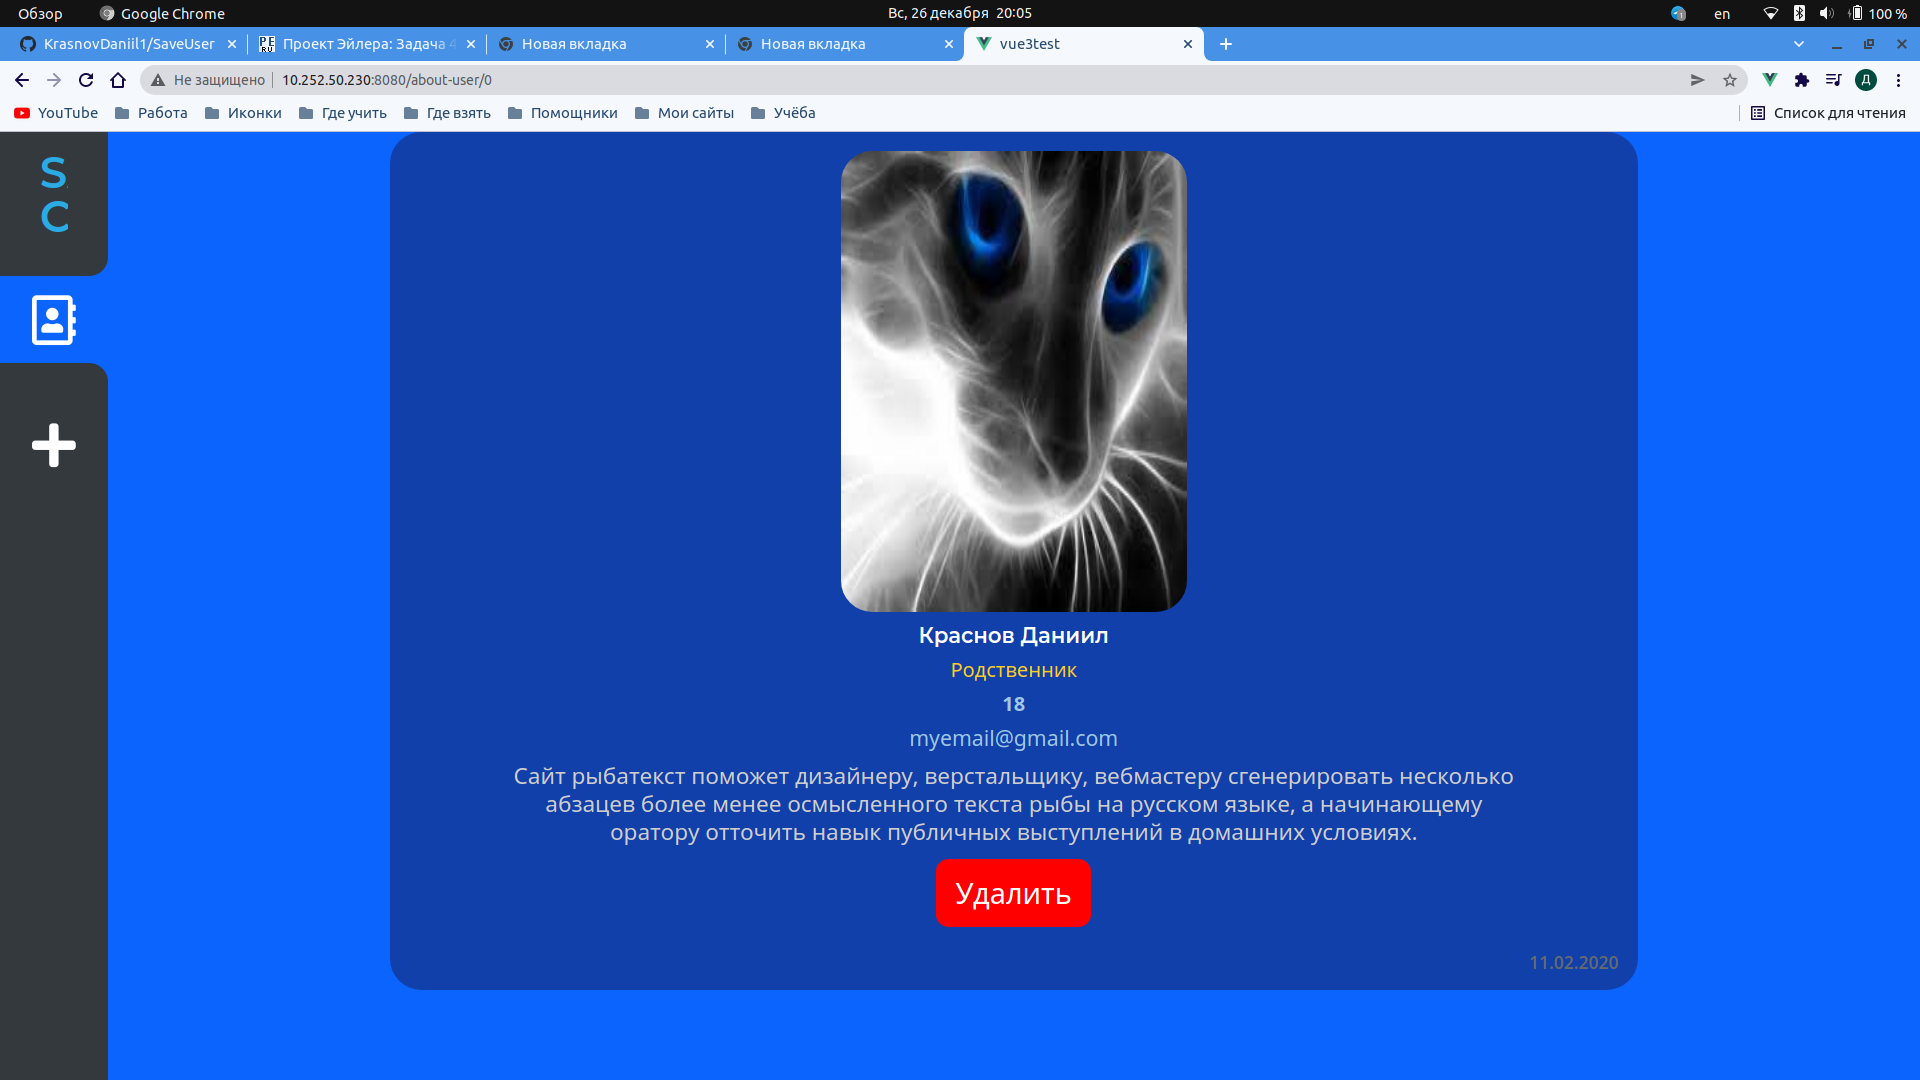 Обзор Google Chrome Вс, 26 декабря 20:05 en 100 %
KrasnovDaniil1/SaveUser Проект Эйлера: Задача Новая вкладка Новая вкладка vue3test
Не защищено 10.252.50.230:8080/about-user/0 Д
YouTube Работа Иконки Где учить Где взять Помощники Мои сайты Учёба Список для чтения
S
C
Краснов Даниил
Родственник
18
myemail@gmail.com
Сайт рыбатекст поможет дизайнеру, верстальщику, вебмастеру сгенерировать несколько
абзацев более менее осмысленного текста рыбы на русском языке, а начинающему
оратору отточить навык публичных выступлений в домашних условиях.
Удалить
11.02.2020